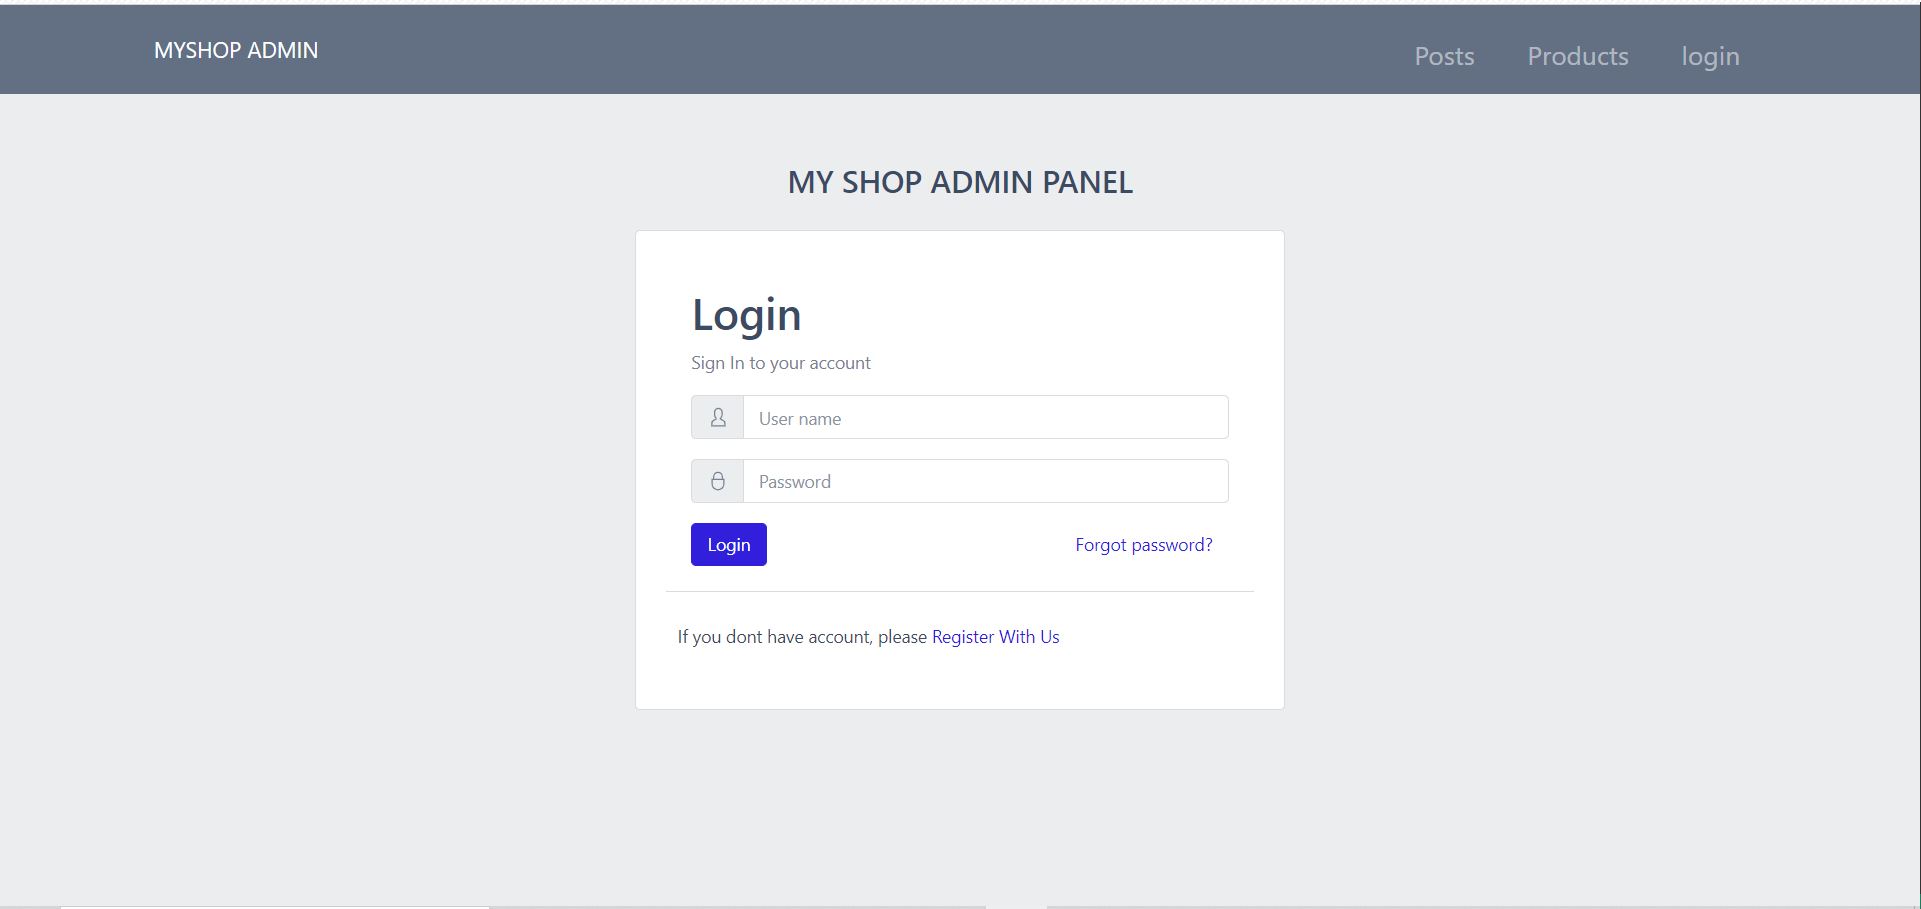 MYSHOP ADMIN
Posts Products login
MY SHOP ADMIN PANEL
Login
Sign In to your account
User name
Password
Login Forgot password?
If you dont have account, please Register With Us